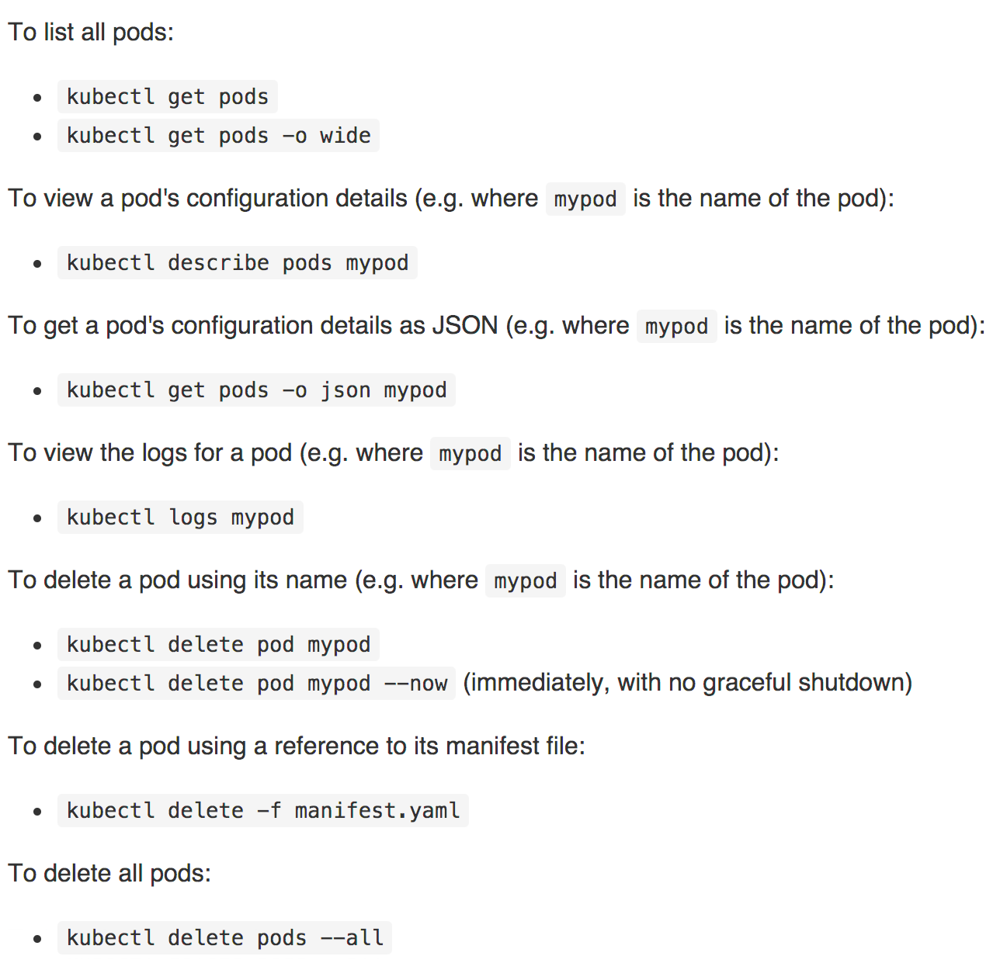 To list all pods:
• kubectl get pods
• kubectl get pods -o wide
To view a pod's configuration details (e.g. where mypod is the name of the pod):
• kubectl describe pods mypod
To get a pod's configuration details as JSON (e.g. where mypod is the name of the pod):
• kubectl get pods -o json mypod
To view the logs for a pod (e.g. where mypod is the name of the pod):
• kubectl logs mypod
To delete a pod using its name (e.g. where mypod is the name of the pod):
• kubectl delete pod mypod
• kubectl delete pod mypod --now (immediately, with no graceful shutdown)
To delete a pod using a reference to its manifest file:
• kubectl delete -f manifest.yaml
To delete all pods:
• kubectl delete pods --all